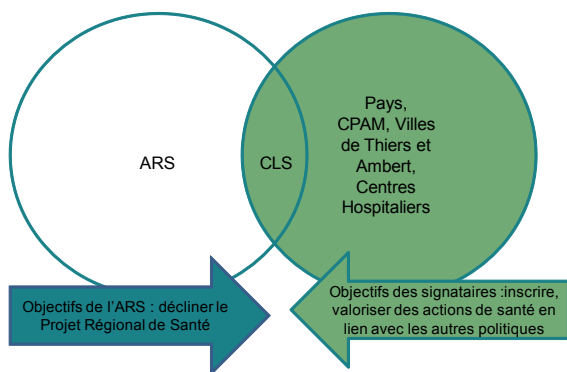 ARS
CLS
Pays,
CPAM, Villes
de Thiers et
Ambert,
Centres
Hospitaliers
Objectifs de l'ARS : décliner le
Projet Régional de Santé
Objectifs des signataires :inscrire,
valoriser des actions de santé en
lien avec les autres politiques